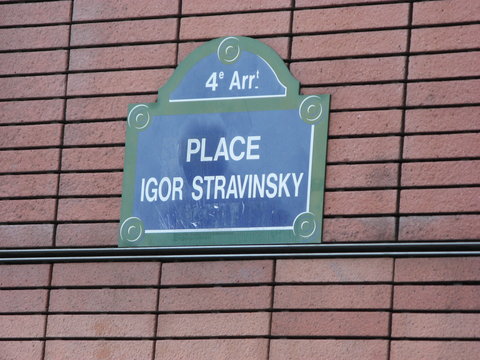 4e Arrt
PLACE
IGOR STRAVINSKY